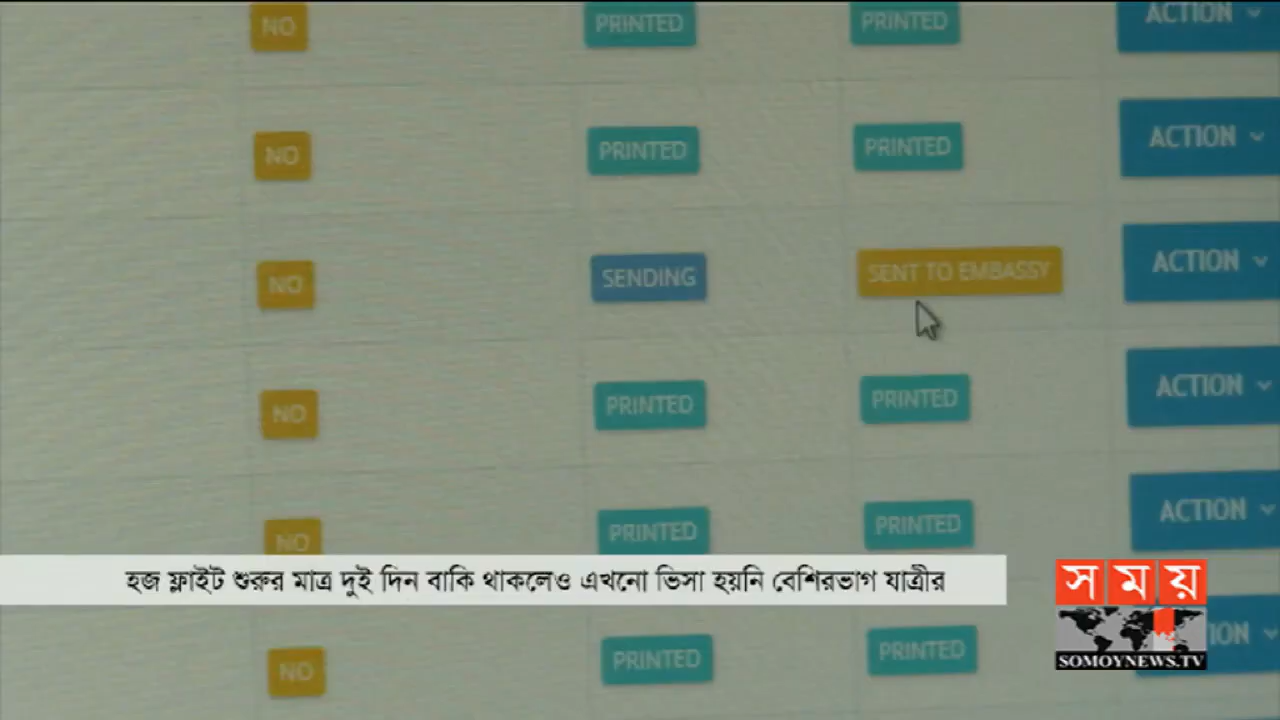 NO PRINTED PRINTED ACTION
NO PRINTED PRINTED ACTION
NO SENDING SENT TO EMBASSY ACTION
NO PRINTED PRINTED ACTION
NO PRINTED PRINTED ACTION
হজ ফ্লাইট শুরুর মাত্র দুই দিন বাকি থাকলেও এখনো ভিসা হয়নি বেশিরভাগ যাত্রীর
সময়
NO PRINTED PRINTED
SOMOYNEWS.TV